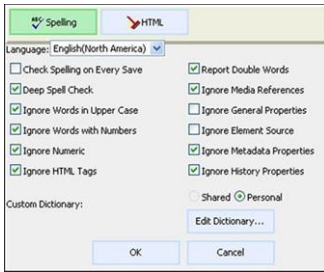 Spelling HTML
Language: English(North America)
Check Spelling on Every Save Report Double Words
Deep Spell Check Ignore Media References
Ignore Words in Upper Case Ignore General Properties
Ignore Words with Numbers Ignore Element Source
Ignore Numeric Ignore Metadata Properties
Ignore HTML Tags Ignore History Properties
Custom Dictionary: Shared Personal
Edit Dictionary...
OK Cancel